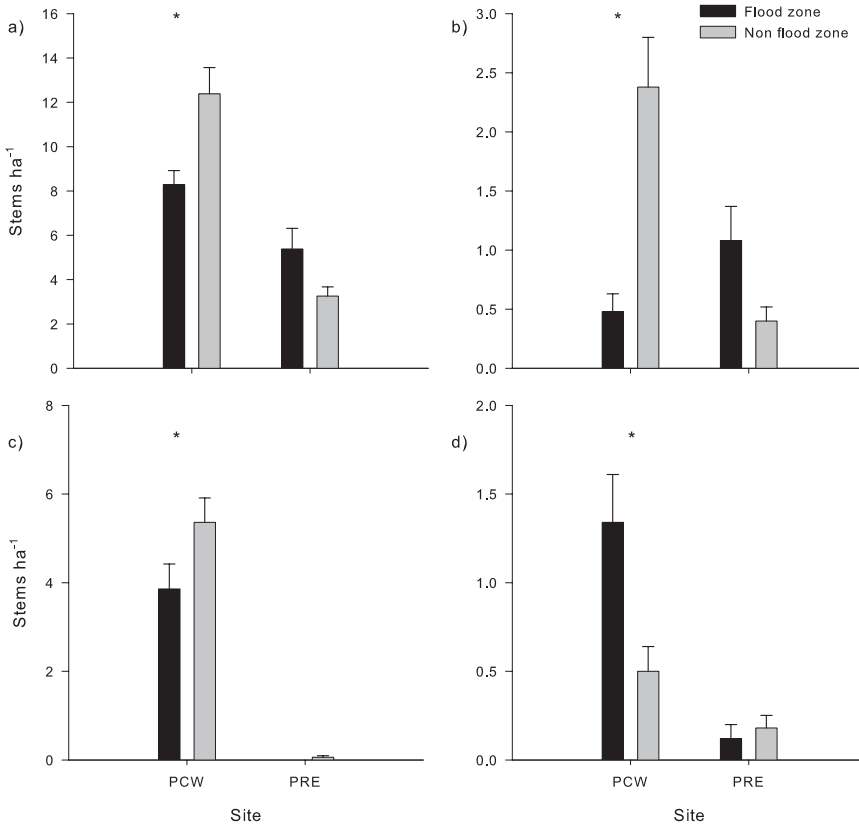 a)
*
16
14
12
10
8
6
4
2
0
Stems ha⁻¹
b)
*
Flood zone
Non flood zone
3.0
2.5
2.0
1.5
1.0
0.5
0.0
c)
*
8
6
4
2
0
Stems ha⁻¹
PCW
PRE
Site
d)
*
2.0
1.5
1.0
0.5
0.0
PCW
PRE
Site